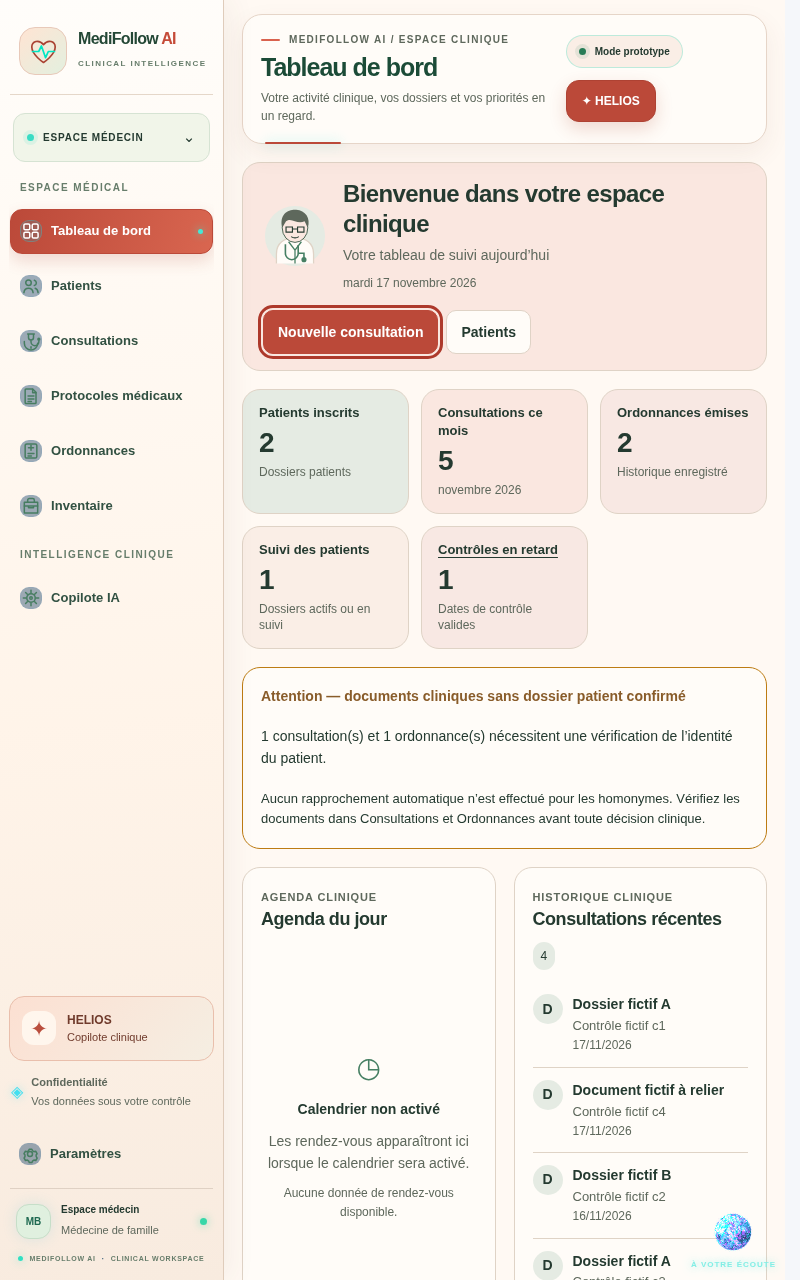 MediFollow AI
CLINICAL INTELLIGENCE
ESPACE MÉDECIN
ESPACE MÉDICAL
Tableau de bord
Patients
Consultations
Protocoles médicaux
Ordonnances
Inventaire
INTELLIGENCE CLINIQUE
Copilote IA
HELIOS
Copilote clinique
Confidentialité
Vos données sous votre contrôle
Paramètres
MB
Espace médecin
Médecine de famille
MEDIFOLLOW AI · CLINICAL WORKSPACE
MEDIFOLLOW AI / ESPACE CLINIQUE
Tableau de bord
Votre activité clinique, vos dossiers et vos priorités en
un regard.
Mode prototype
✦ HELIOS
Bienvenue dans votre espace
clinique
Votre tableau de suivi aujourd’hui
mardi 17 novembre 2026
Nouvelle consultation
Patients
Patients inscrits
2
Dossiers patients
Consultations ce
mois
5
novembre 2026
Ordonnances émises
2
Historique enregistré
Suivi des patients
1
Dossiers actifs ou en
suivi
Contrôles en retard
1
Dates de contrôle
valides
Attention — documents cliniques sans dossier patient confirmé
1 consultation(s) et 1 ordonnance(s) nécessitent une vérification de l’identité
du patient.
Aucun rapprochement automatique n’est effectué pour les homonymes. Vérifiez les
documents dans Consultations et Ordonnances avant toute décision clinique.
AGENDA CLINIQUE
Agenda du jour
Calendrier non activé
Les rendez-vous apparaîtront ici
lorsque le calendrier sera activé.
Aucune donnée de rendez-vous
disponible.
HISTORIQUE CLINIQUE
Consultations récentes
4
D
Dossier fictif A
Contrôle fictif c1
17/11/2026
D
Document fictif à relier
Contrôle fictif c4
17/11/2026
D
Dossier fictif B
Contrôle fictif c2
16/11/2026
D
Dossier fictif A
Contrôle fictif c3
À VOTRE ÉCOUTE